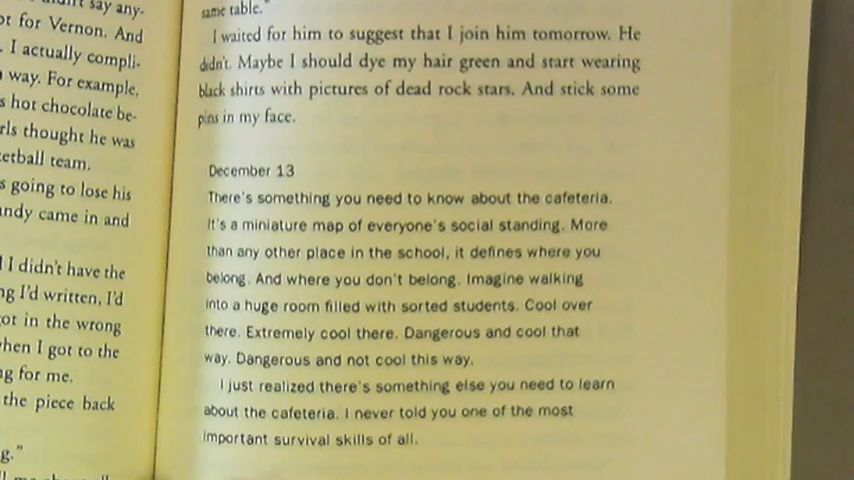 say any-
for Vernon. And
I actually compli-
way. For example,
hot chocolate be-
thought he was
team.
going to lose his
came in and
I didn't have the
I'd written, I'd
in the wrong
when I got to the
for me.
the piece back
same table."
I waited for him to suggest that I join him tomorrow. He
didn't. Maybe I should dye my hair green and start wearing
black shirts with pictures of dead rock stars. And stick some
pins in my face.
December 13
There's something you need to know about the cafeteria.
It's a miniature map of everyone's social standing. More
than any other place in the school, it defines where you
belong. And where you don't belong. Imagine walking
into a huge room filled with sorted students. Cool over
there. Extremely cool there. Dangerous and cool that
way. Dangerous and not cool this way.
I just realized there's something else you need to learn
about the cafeteria. I never told you one of the most
important survival skills of all.